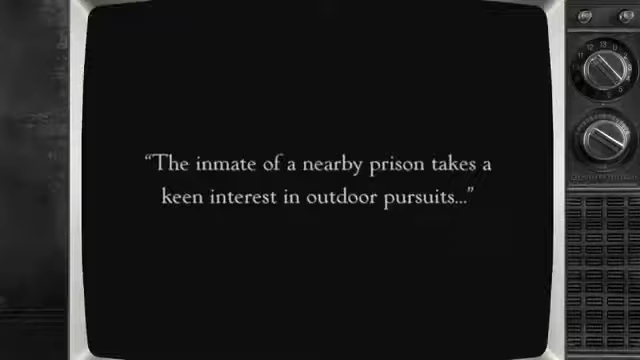 “The inmate of a nearby prison takes a
keen interest in outdoor pursuits...”